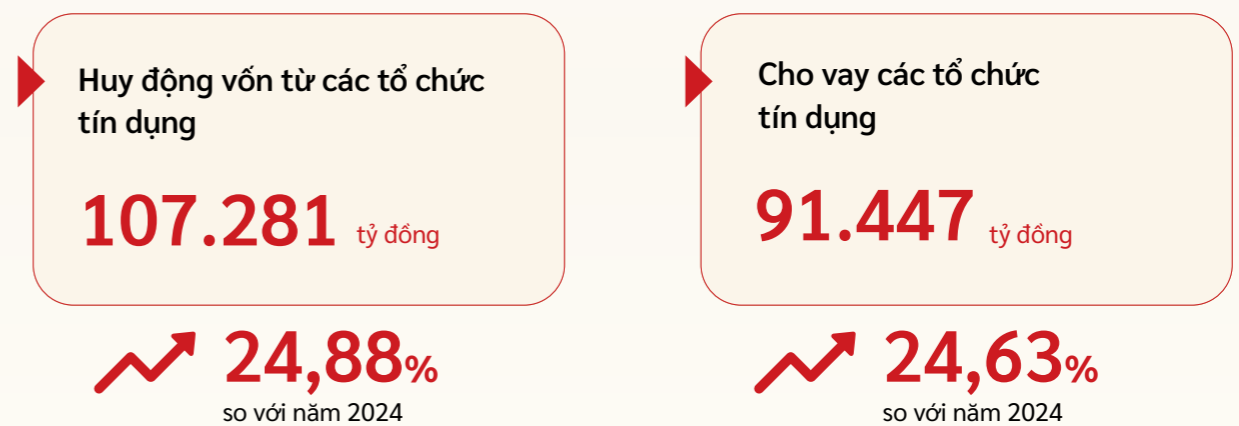 Huy động vốn từ các tổ chức
tín dụng
107.281 tỷ đồng
24,88%
so với năm 2024
Cho vay các tổ chức
tín dụng
91.447 tỷ đồng
24,63%
so với năm 2024